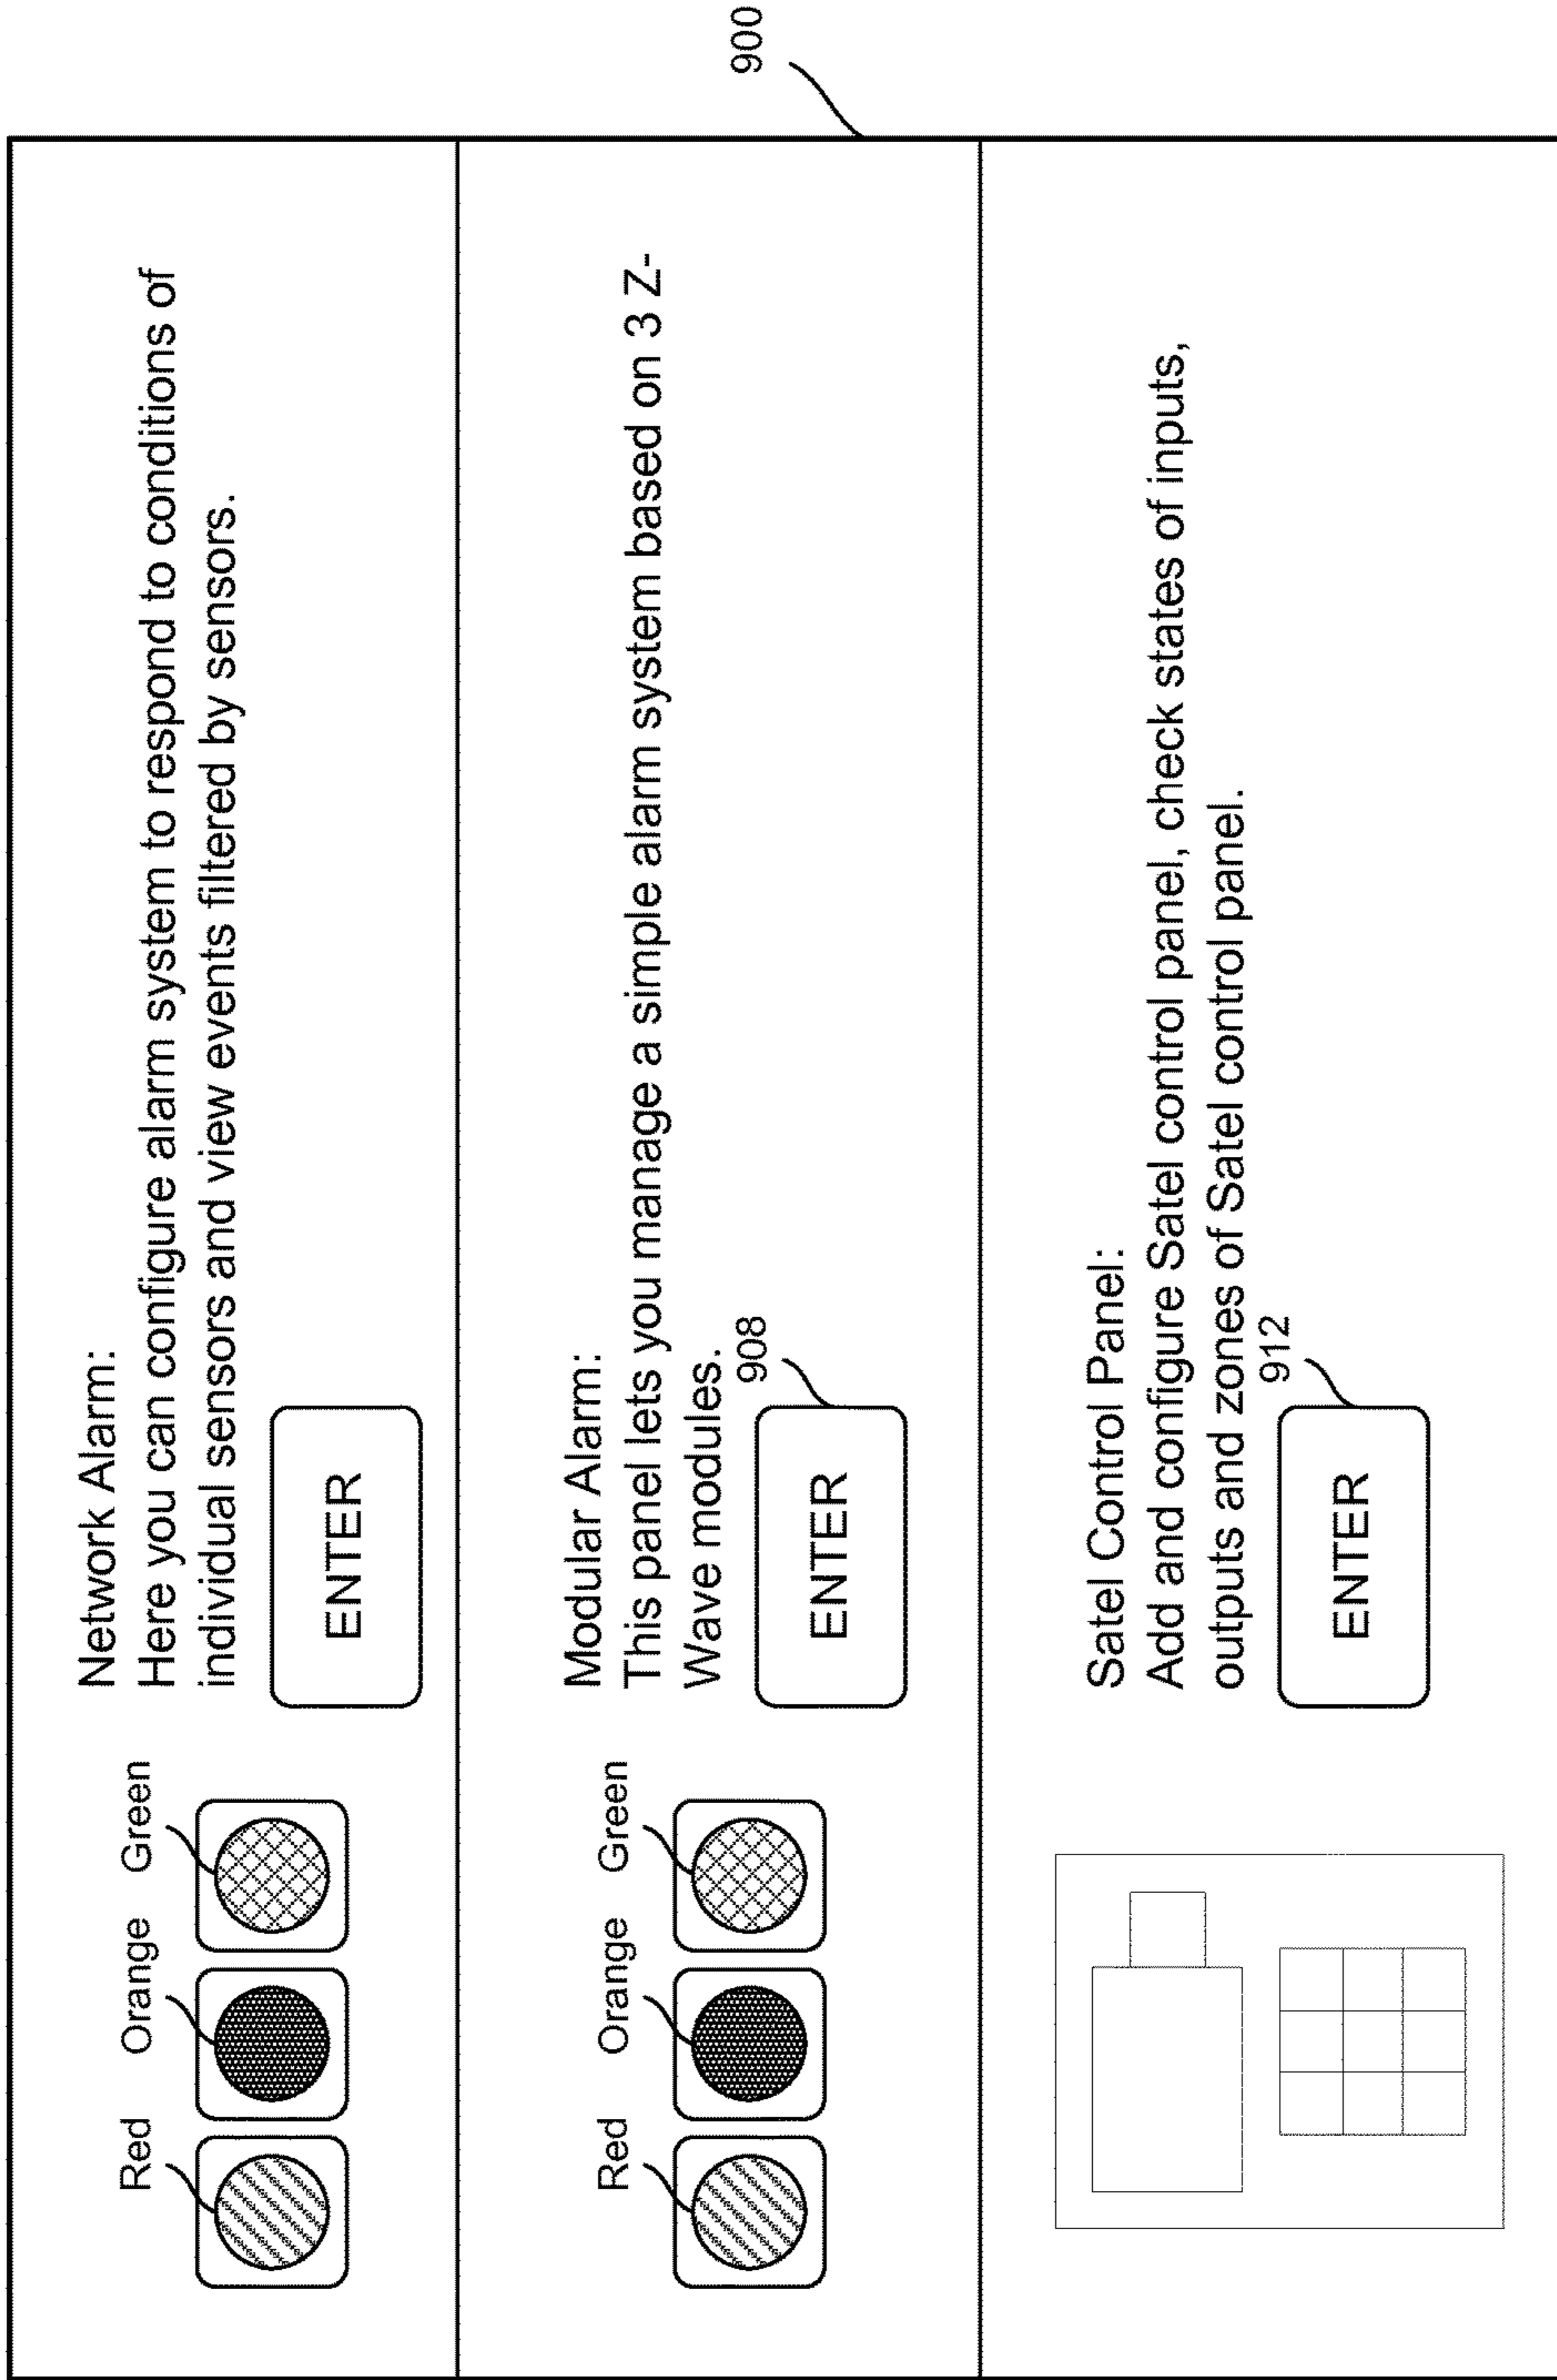 Network Alarm:
Here you can configure alarm system to respond to conditions of
individual sensors and view events filtered by sensors.
Red Orange Green
ENTER
900
Modular Alarm:
This panel lets you manage a simple alarm system based on 3 Z-
Wave modules.
Red Orange Green
908
ENTER
Satel Control Panel:
Add and configure Satel control panel, check states of inputs,
outputs and zones of Satel control panel.
912
ENTER